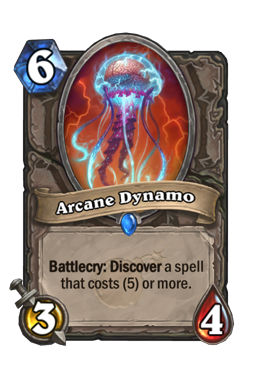 6
Arcane Dynamo
Battlecry: Discover a spell
that costs (5) or more.
3
4